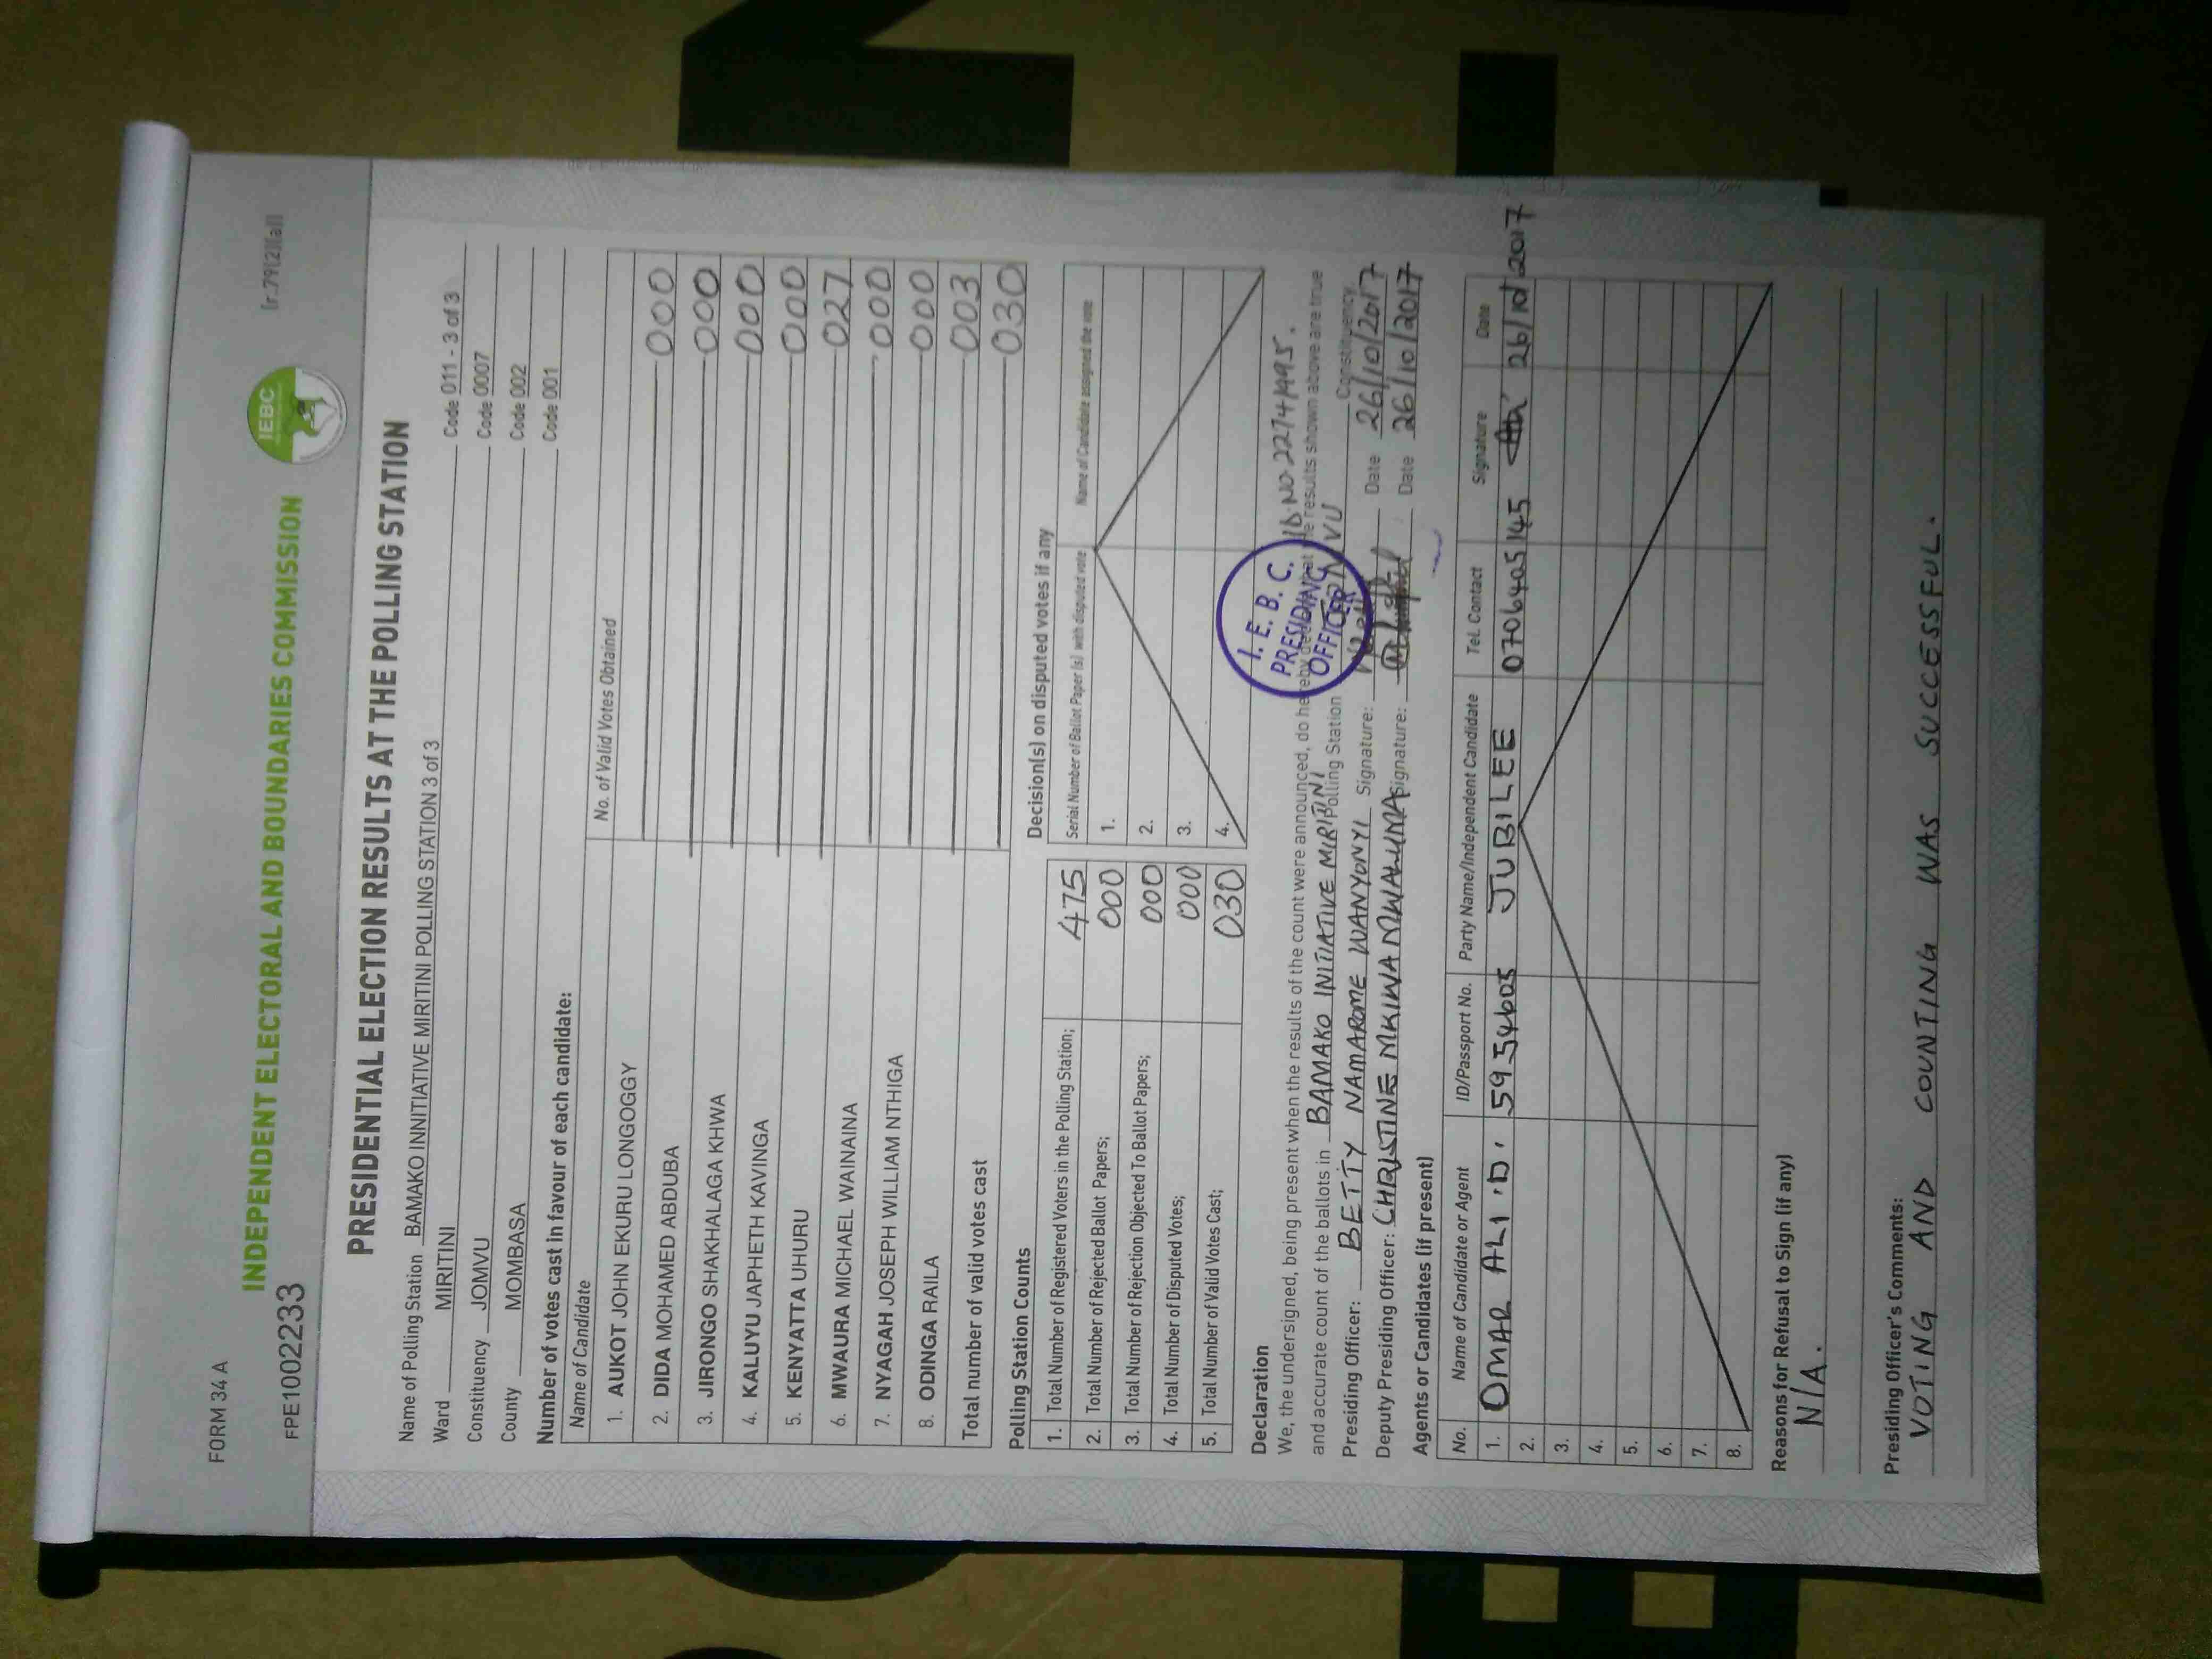 FORM 34 A
[r.79(2)(a)]
FPE1002233
INDEPENDENT ELECTORAL AND BOUNDARIES COMMISSION
IEBC
PRESIDENTIAL ELECTION RESULTS AT THE POLLING STATION
Name of Polling Station BAMAKO INNITIATIVE MIRITINI POLLING STATION 3 of 3 Code 011 - 3 of 3
Ward MIRITINI Code 0007
Constituency JOMVU Code 002
County MOMBASA Code 001
Number of votes cast in favour of each candidate:
Name of Candidate No. of Valid Votes Obtained
1. AUKOT JOHN EKURU LONGOGGY 000
2. DIDA MOHAMED ABDUBA 000
3. JIRONGO SHAKHALAGA KHWA 000
4. KALUYU JAPHETH KAVINGA 000
5. KENYATTA UHURU 027
6. MWAURA MICHAEL WAINAINA 000
7. NYAGAH JOSEPH WILLIAM NTHIGA 000
8. ODINGA RAILA 003
Total number of valid votes cast 030
Polling Station Counts
1. Total Number of Registered Voters in the Polling Station; 475
2. Total Number of Rejected Ballot Papers; 000
3. Total Number of Rejection Objected To Ballot Papers; 000
4. Total Number of Disputed Votes; 000
5. Total Number of Valid Votes Cast; 030
Decision(s) on disputed votes if any
Serial Number of Ballot Paper (s) with disputed vote Name of Candidate assigned the vote
1.
2.
3.
4.
Declaration
ID.NO.22741495.
We, the undersigned, being present when the results of the count were announced, do hereby declare that the results shown above are true
and accurate count of the ballots in BAMAKO INITIATIVE MIRITINI Polling Station JOMVU Constituency.
I. E. B. C.
PRESIDING
OFFICER
Presiding Officer: BETTY NAMAROME WANYONYI Signature: Date 26/10/2017
Deputy Presiding Officer: CHRISTINE MKIWA MWALUMA Signature: Date 26/10/2017
Agents or Candidates (if present)
No. Name of Candidate or Agent ID/Passport No. Party Name/Independent Candidate Tel. Contact Signature Date
1. OMAR ALI .D. 5954605 JUBILEE 0706405145 26/10/2017
2.
3.
4.
5.
6.
7.
8.
Reasons for Refusal to Sign (if any)
N/A.
Presiding Officer's Comments:
VOTING AND COUNTING WAS SUCCESSFUL.